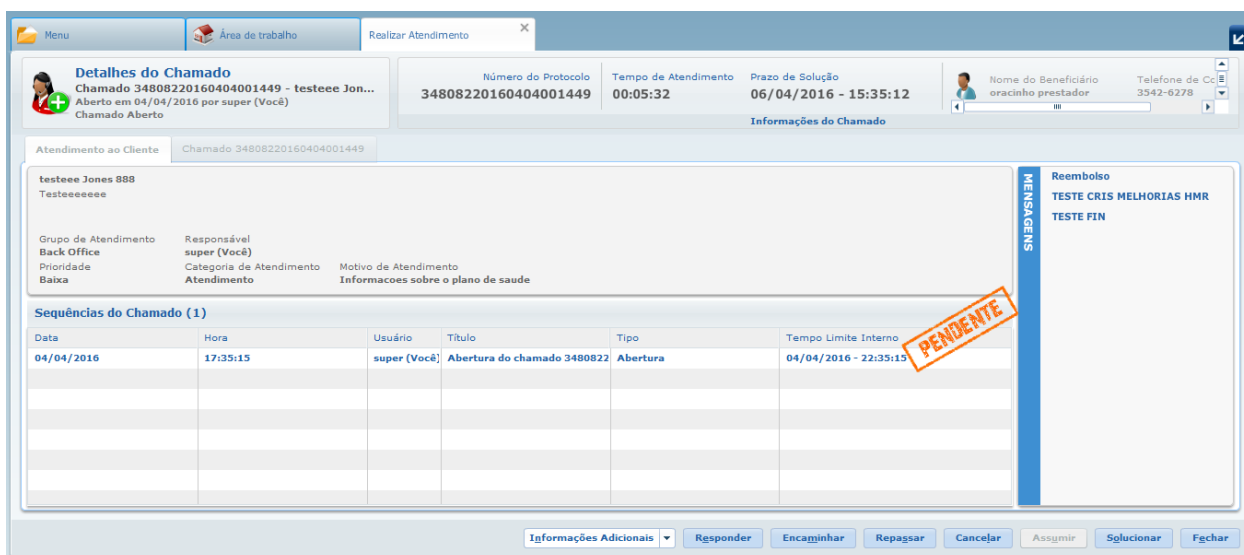 Menu
Área de trabalho
Realizar Atendimento
Detalhes do Chamado
Chamado 34808220160404001449 - testeee Jon...
Aberto em 04/04/2016 por super (Você)
Chamado Aberto
Número do Protocolo
34808220160404001449
Tempo de Atendimento
00:05:32
Prazo de Solução
06/04/2016 - 15:35:12
Nome do Beneficiário
oracinho prestador
Telefone de Cc
3542-6278
Informações do Chamado
Atendimento ao Cliente
Chamado 34808220160404001449
testeee Jones 888
Testeeeeeee
Grupo de Atendimento Responsável
Back Office super (Você)
Prioridade Categoria de Atendimento Motivo de Atendimento
Baixa Atendimento Informacoes sobre o plano de saude
MENSAGENS
Reembolso
TESTE CRIS MELHORIAS HMR
TESTE FIN
Sequências do Chamado (1)
PENDENTE
Data Hora Usuário Título Tipo Tempo Limite Interno
04/04/2016 17:35:15 super (Você) Abertura do chamado 3480822 Abertura 04/04/2016 - 22:35:15
Informações Adicionais Responder Encaminhar Repassar Cancelar Assumir Solucionar Fechar